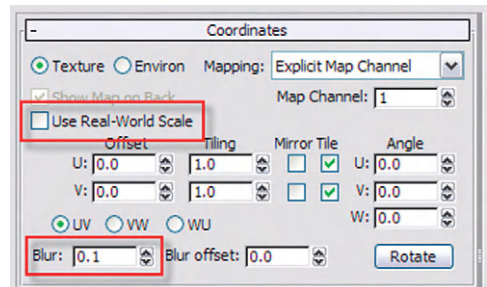 - Coordinates
Texture Environ Mapping: Explicit Map Channel
Show Map on Back Map Channel: 1
Use Real-World Scale
Offset Tiling Mirror Tile Angle
U: 0.0 1.0 U: 0.0
V: 0.0 1.0 V: 0.0
UV VW WU W: 0.0
Blur: 0.1 Blur offset: 0.0 Rotate